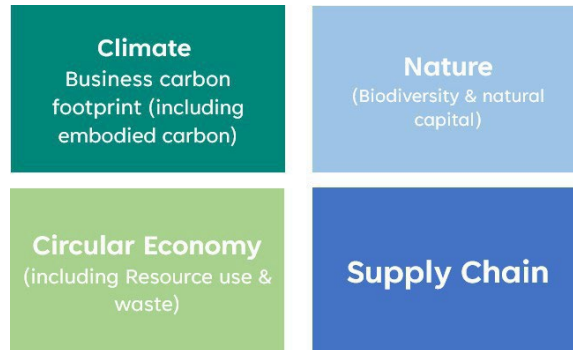 Climate
Business carbon
footprint (including
embodied carbon)
Nature
(Biodiversity & natural
capital)
Circular Economy
(including Resource use &
waste)
Supply Chain